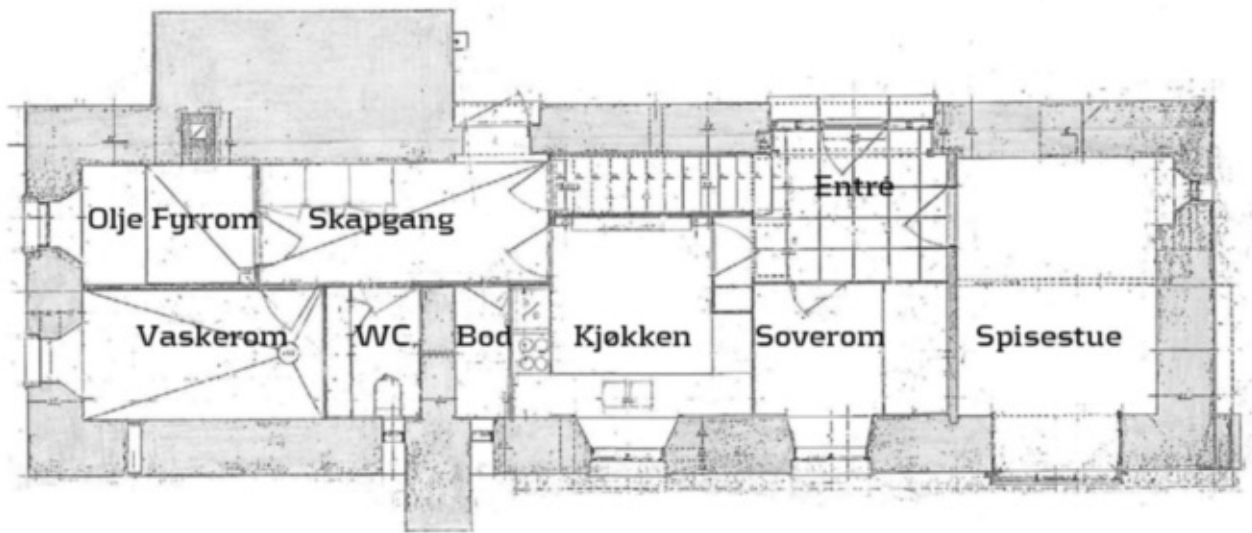 Entré
Olje Fyrrom
Skapgang
Vaskerom
WC
Bod
Kjøkken
Soverom
Spisestue